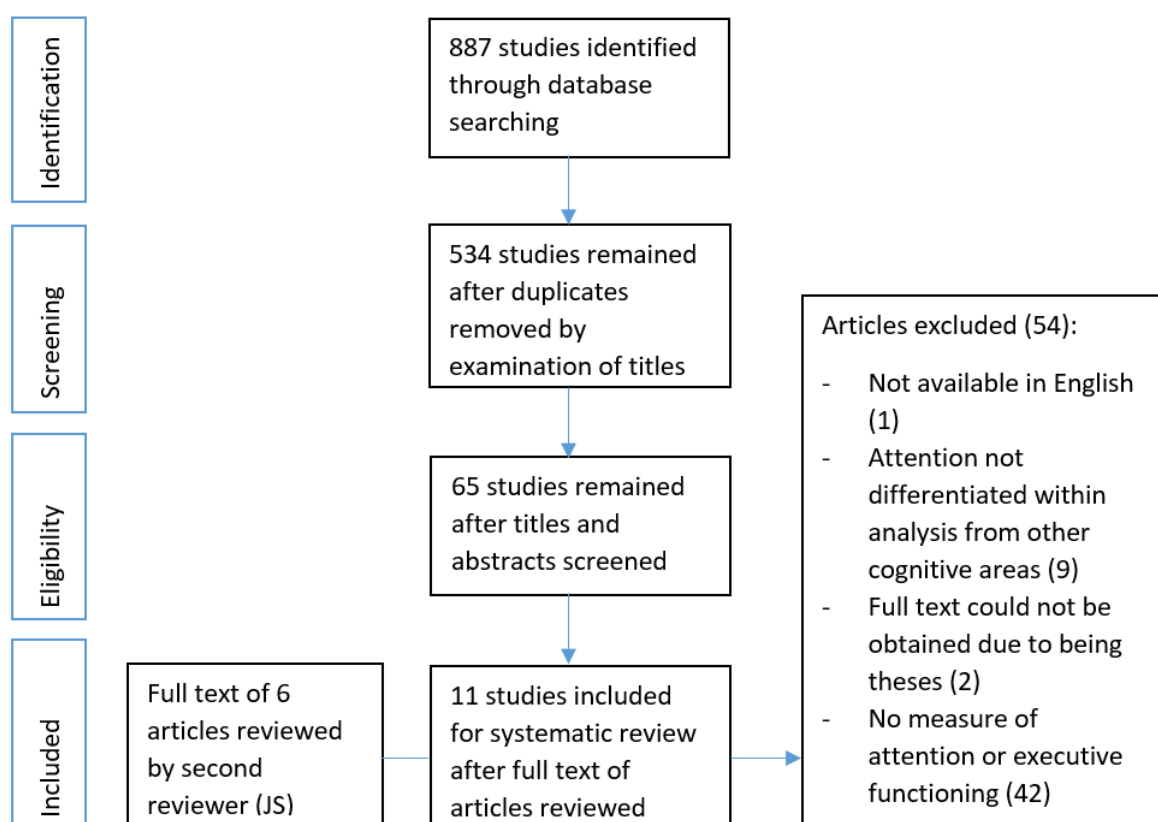 Identification
887 studies identified
through database
searching
Screening
534 studies remained
after duplicates
removed by
examination of titles
Eligibility
65 studies remained
after titles and
abstracts screened
Included
Full text of 6
articles reviewed
by second
reviewer (JS)
11 studies included
for systematic review
after full text of
articles reviewed
Articles excluded (54):
- Not available in English
(1)
- Attention not
differentiated within
analysis from other
cognitive areas (9)
- Full text could not be
obtained due to being
theses (2)
- No measure of
attention or executive
functioning (42)